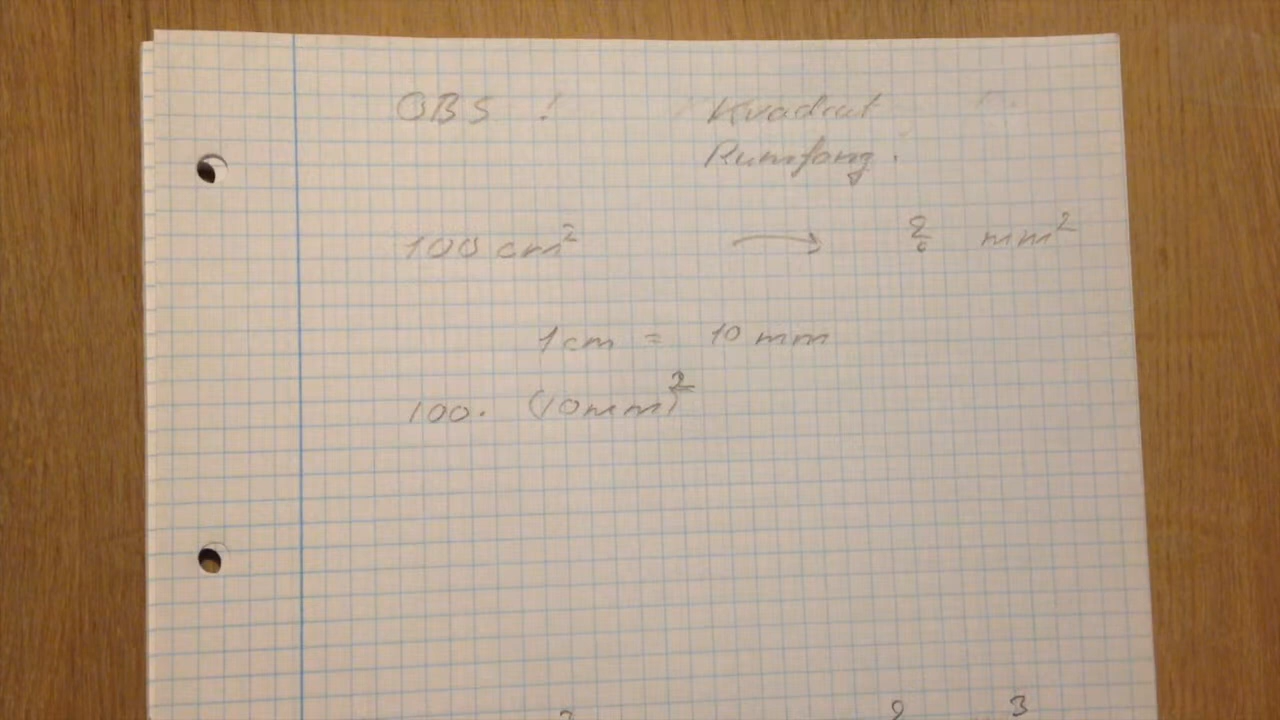 OBS ! Kvadrat
Rumfang.
100 cm² → ? mm²
1 cm = 10 mm
100 · (10 mm)²